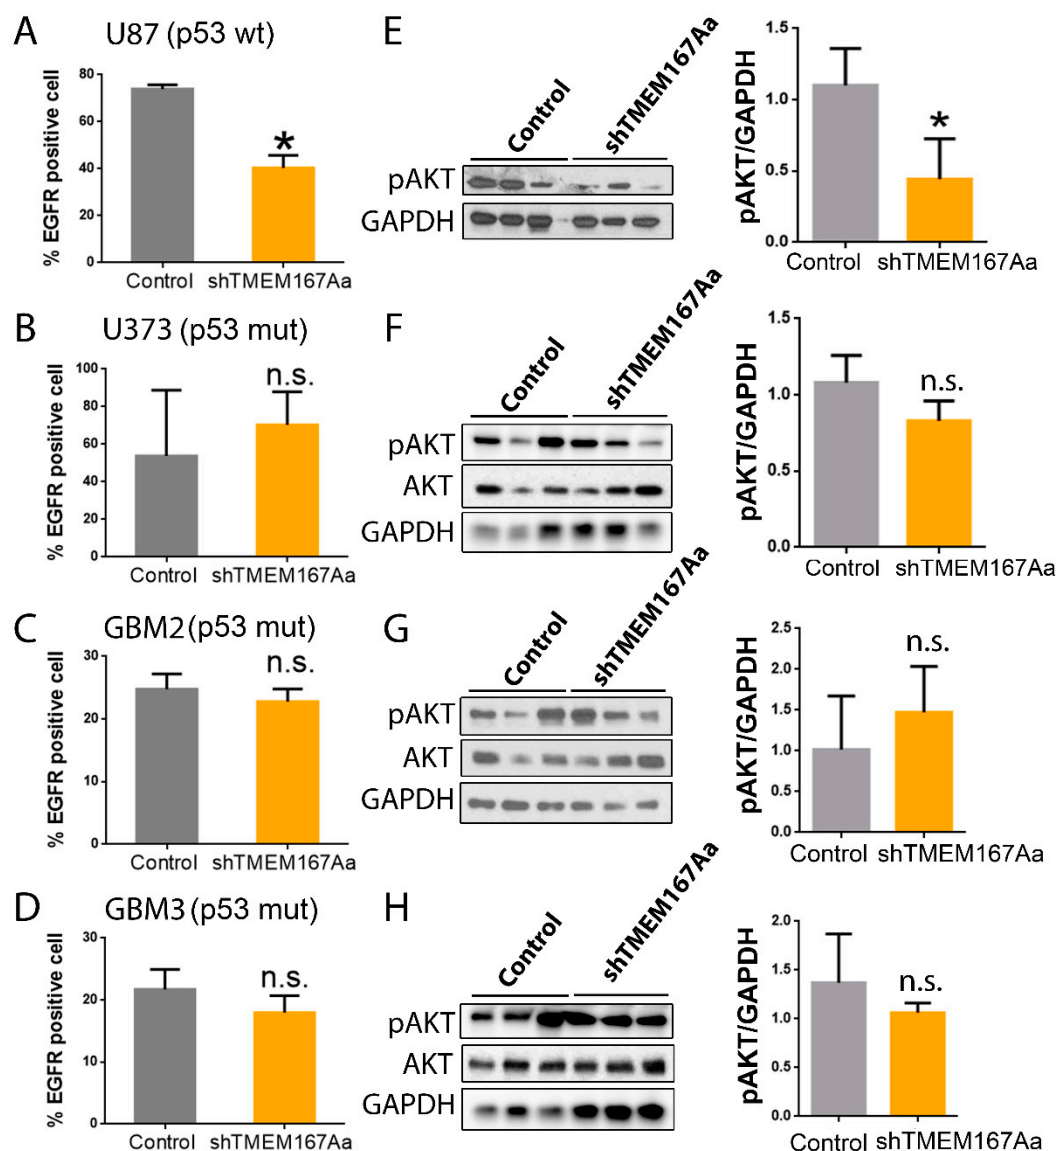 A
U87 (p53 wt)
% EGFR positive cell
80
60
40
20
0
*
Control
shTMEM167Aa
E
Control
shTMEM167Aa
pAKT
GAPDH
pAKT/GAPDH
1.5
1.0
0.5
0.0
*
Control
shTMEM167Aa
B
U373 (p53 mut)
% EGFR positive cell
100
80
60
40
20
0
n.s.
Control
shTMEM167Aa
F
Control
shTMEM167Aa
pAKT
AKT
GAPDH
pAKT/GAPDH
1.5
1.0
0.5
0.0
n.s.
Control
shTMEM167Aa
C
GBM2 (p53 mut)
% EGFR positive cell
30
20
10
0
n.s.
Control
shTMEM167Aa
G
Control
shTMEM167Aa
pAKT
AKT
GAPDH
pAKT/GAPDH
2.5
2.0
1.5
1.0
0.5
0.0
n.s.
Control
shTMEM167Aa
D
GBM3 (p53 mut)
% EGFR positive cell
30
20
10
0
n.s.
Control
shTMEM167Aa
H
Control
shTMEM167Aa
pAKT
AKT
GAPDH
pAKT/GAPDH
2.0
1.5
1.0
0.5
0.0
n.s.
Control
shTMEM167Aa